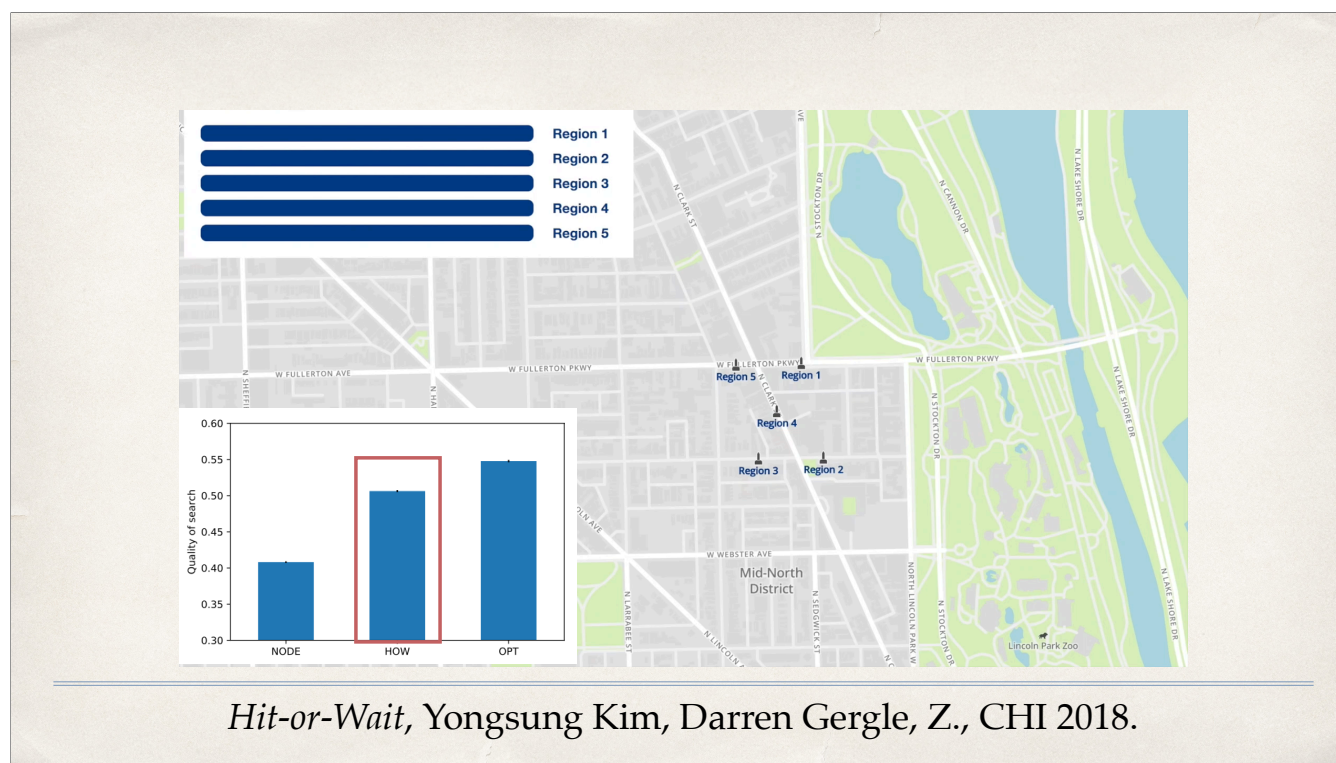 Region 1
Region 2
Region 3
Region 4
Region 5
N CLARK ST
N STOCKTON DR
N CANNON DR
N LAKE SHORE DR
W FULLERTON AVE
W FULLERTON PKWY
W FULLERTON PKWY
W FULLERTON PKWY
Region 5
Region 1
N CLARK
Region 4
Region 3
Region 2
N STOCKTON DR
N LAKE SHORE DR
W WEBSTER AVE
Mid-North
District
N LARRABEE ST
N SEDGWICK ST
NORTH LINCOLN PARK W
N STOCKTON DR
N LAKE SHORE DR
Lincoln Park Zoo
Quality of search
0.60
0.55
0.50
0.45
0.40
0.35
0.30
NODE
HOW
OPT
Hit-or-Wait, Yongsung Kim, Darren Gergle, Z., CHI 2018.